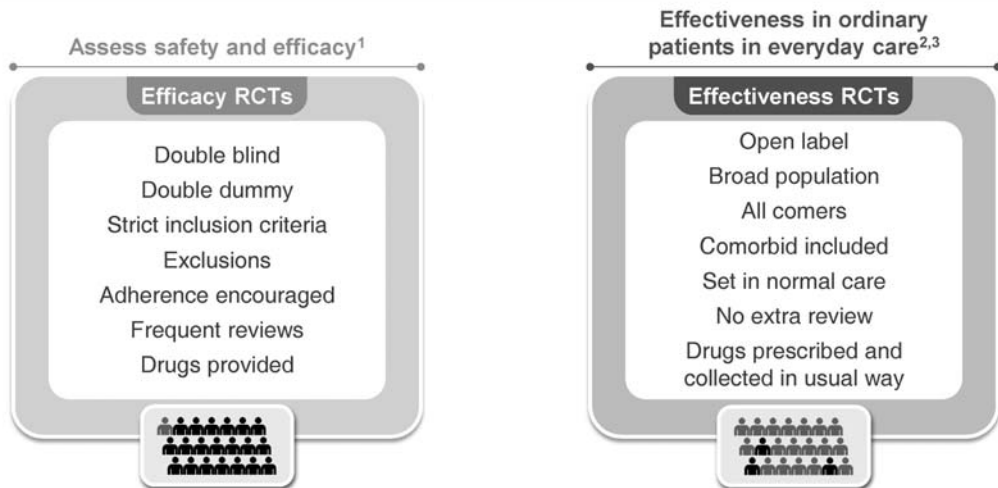 Assess safety and efficacy¹
Efficacy RCTs
Double blind
Double dummy
Strict inclusion criteria
Exclusions
Adherence encouraged
Frequent reviews
Drugs provided
Effectiveness in ordinary
patients in everyday care²,³
Effectiveness RCTs
Open label
Broad population
All comers
Comorbid included
Set in normal care
No extra review
Drugs prescribed and
collected in usual way